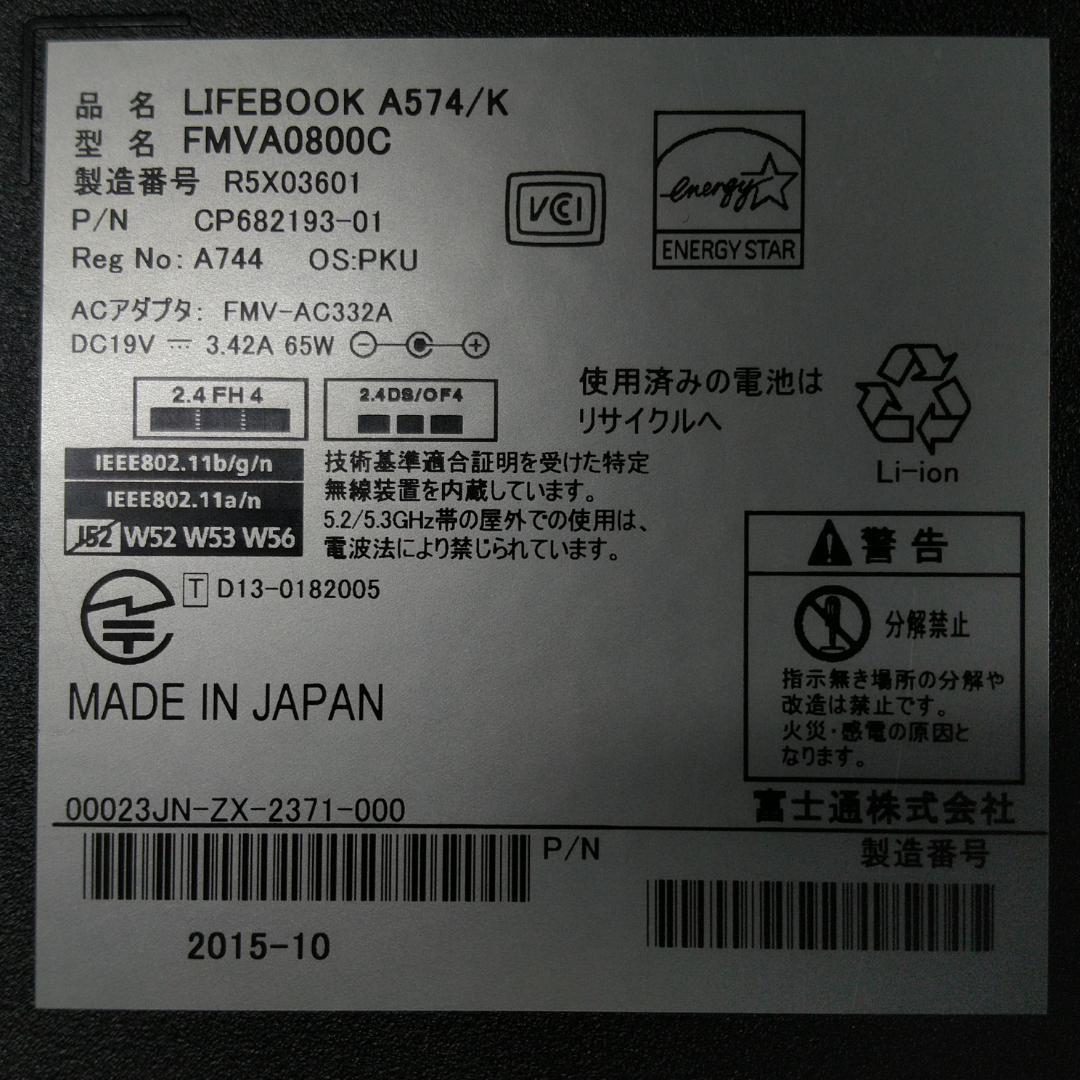 品名 LIFEBOOK A574/K
型名 FMVA0800C
製造番号 R5X03601
P/N CP682193-01
Reg No: A744 OS:PKU
VCI
energy
ENERGY STAR
ACアダプタ: FMV-AC332A
DC19V 3.42A 65W
2.4FH4
2.4DS/OF4
使用済みの電池は
リサイクルへ
Li-ion
IEEE802.11b/g/n
IEEE802.11a/n
J52 W52 W53 W56
技術基準適合証明を受けた特定
無線装置を内蔵しています。
5.2/5.3GHz帯の屋外での使用は、
電波法により禁じられています。
T D13-0182005
MADE IN JAPAN
警告
分解禁止
指示無き場所の分解や
改造は禁止です。
火災・感電の原因と
なります。
00023JN-ZX-2371-000
富士通株式会社
P/N
製造番号
2015-10